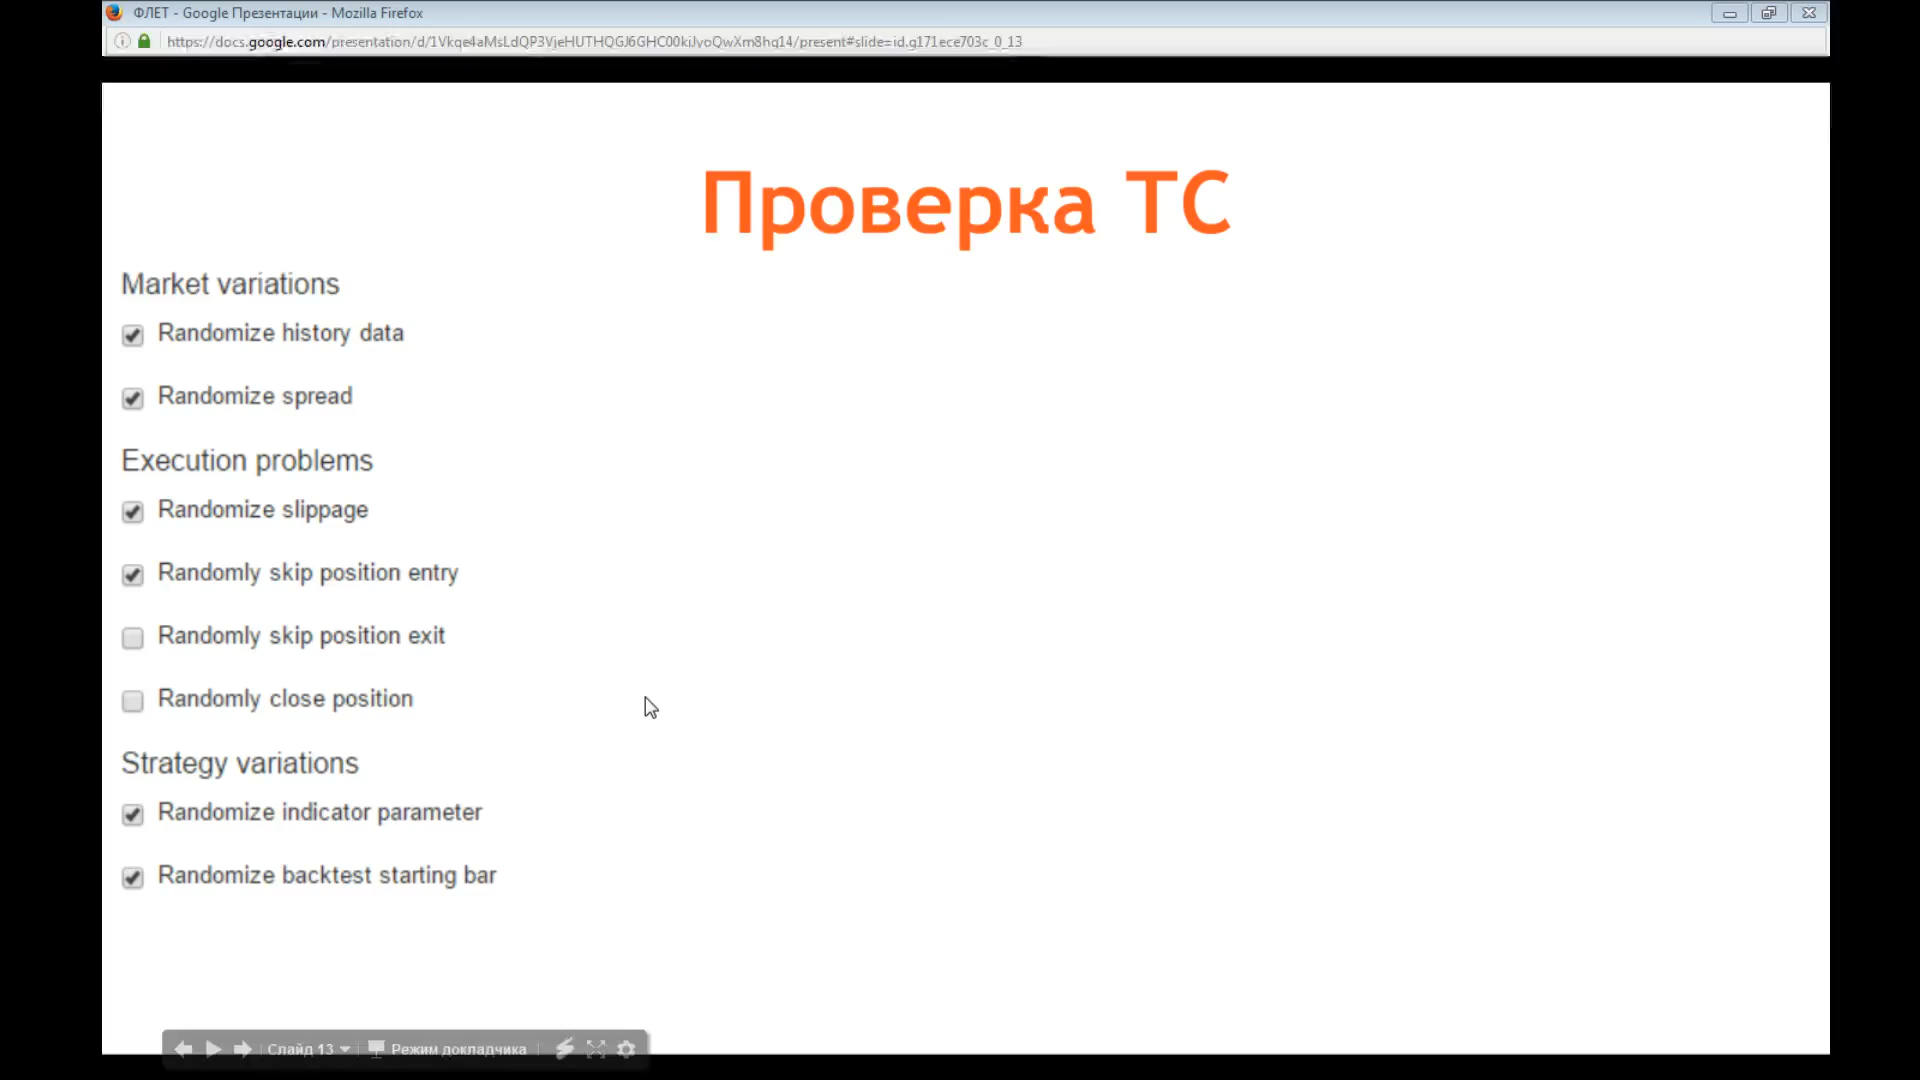 ФЛЕТ - Google Презентации - Mozilla Firefox
https://docs.google.com/presentation/d/1Vkqe4aMsLdQP3VjeHUTHQGJ6GHC00kiJyoQwXm8hq14/present#slide=id.g171ece703c_0_13
Проверка ТС
Market variations
Randomize history data
Randomize spread
Execution problems
Randomize slippage
Randomly skip position entry
Randomly skip position exit
Randomly close position
Strategy variations
Randomize indicator parameter
Randomize backtest starting bar
Слайд 13
Режим докладчика